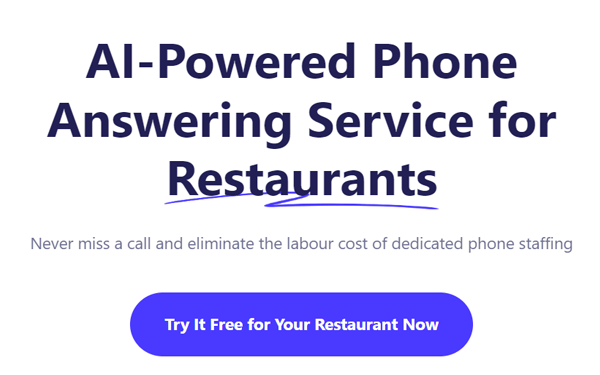 AI-Powered Phone
Answering Service for
Restaurants
Never miss a call and eliminate the labour cost of dedicated phone staffing
Try It Free for Your Restaurant Now